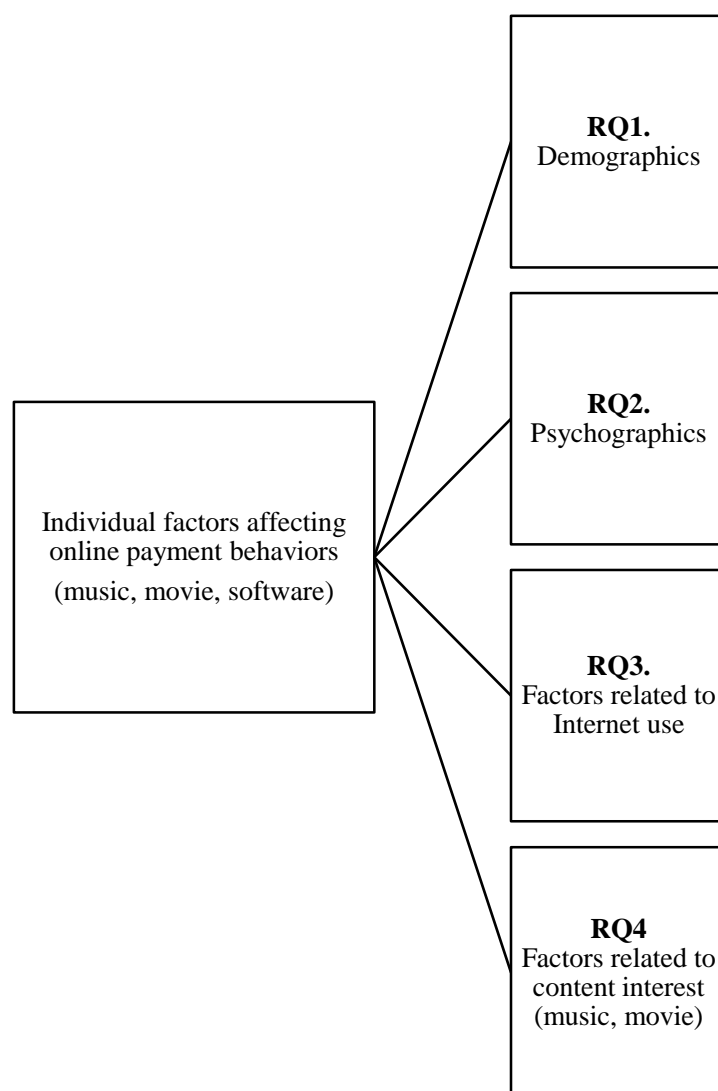 RQ1.
Demographics
RQ2.
Psychographics
Individual factors affecting
online payment behaviors
(music, movie, software)
RQ3.
Factors related to
Internet use
RQ4
Factors related to
content interest
(music, movie)